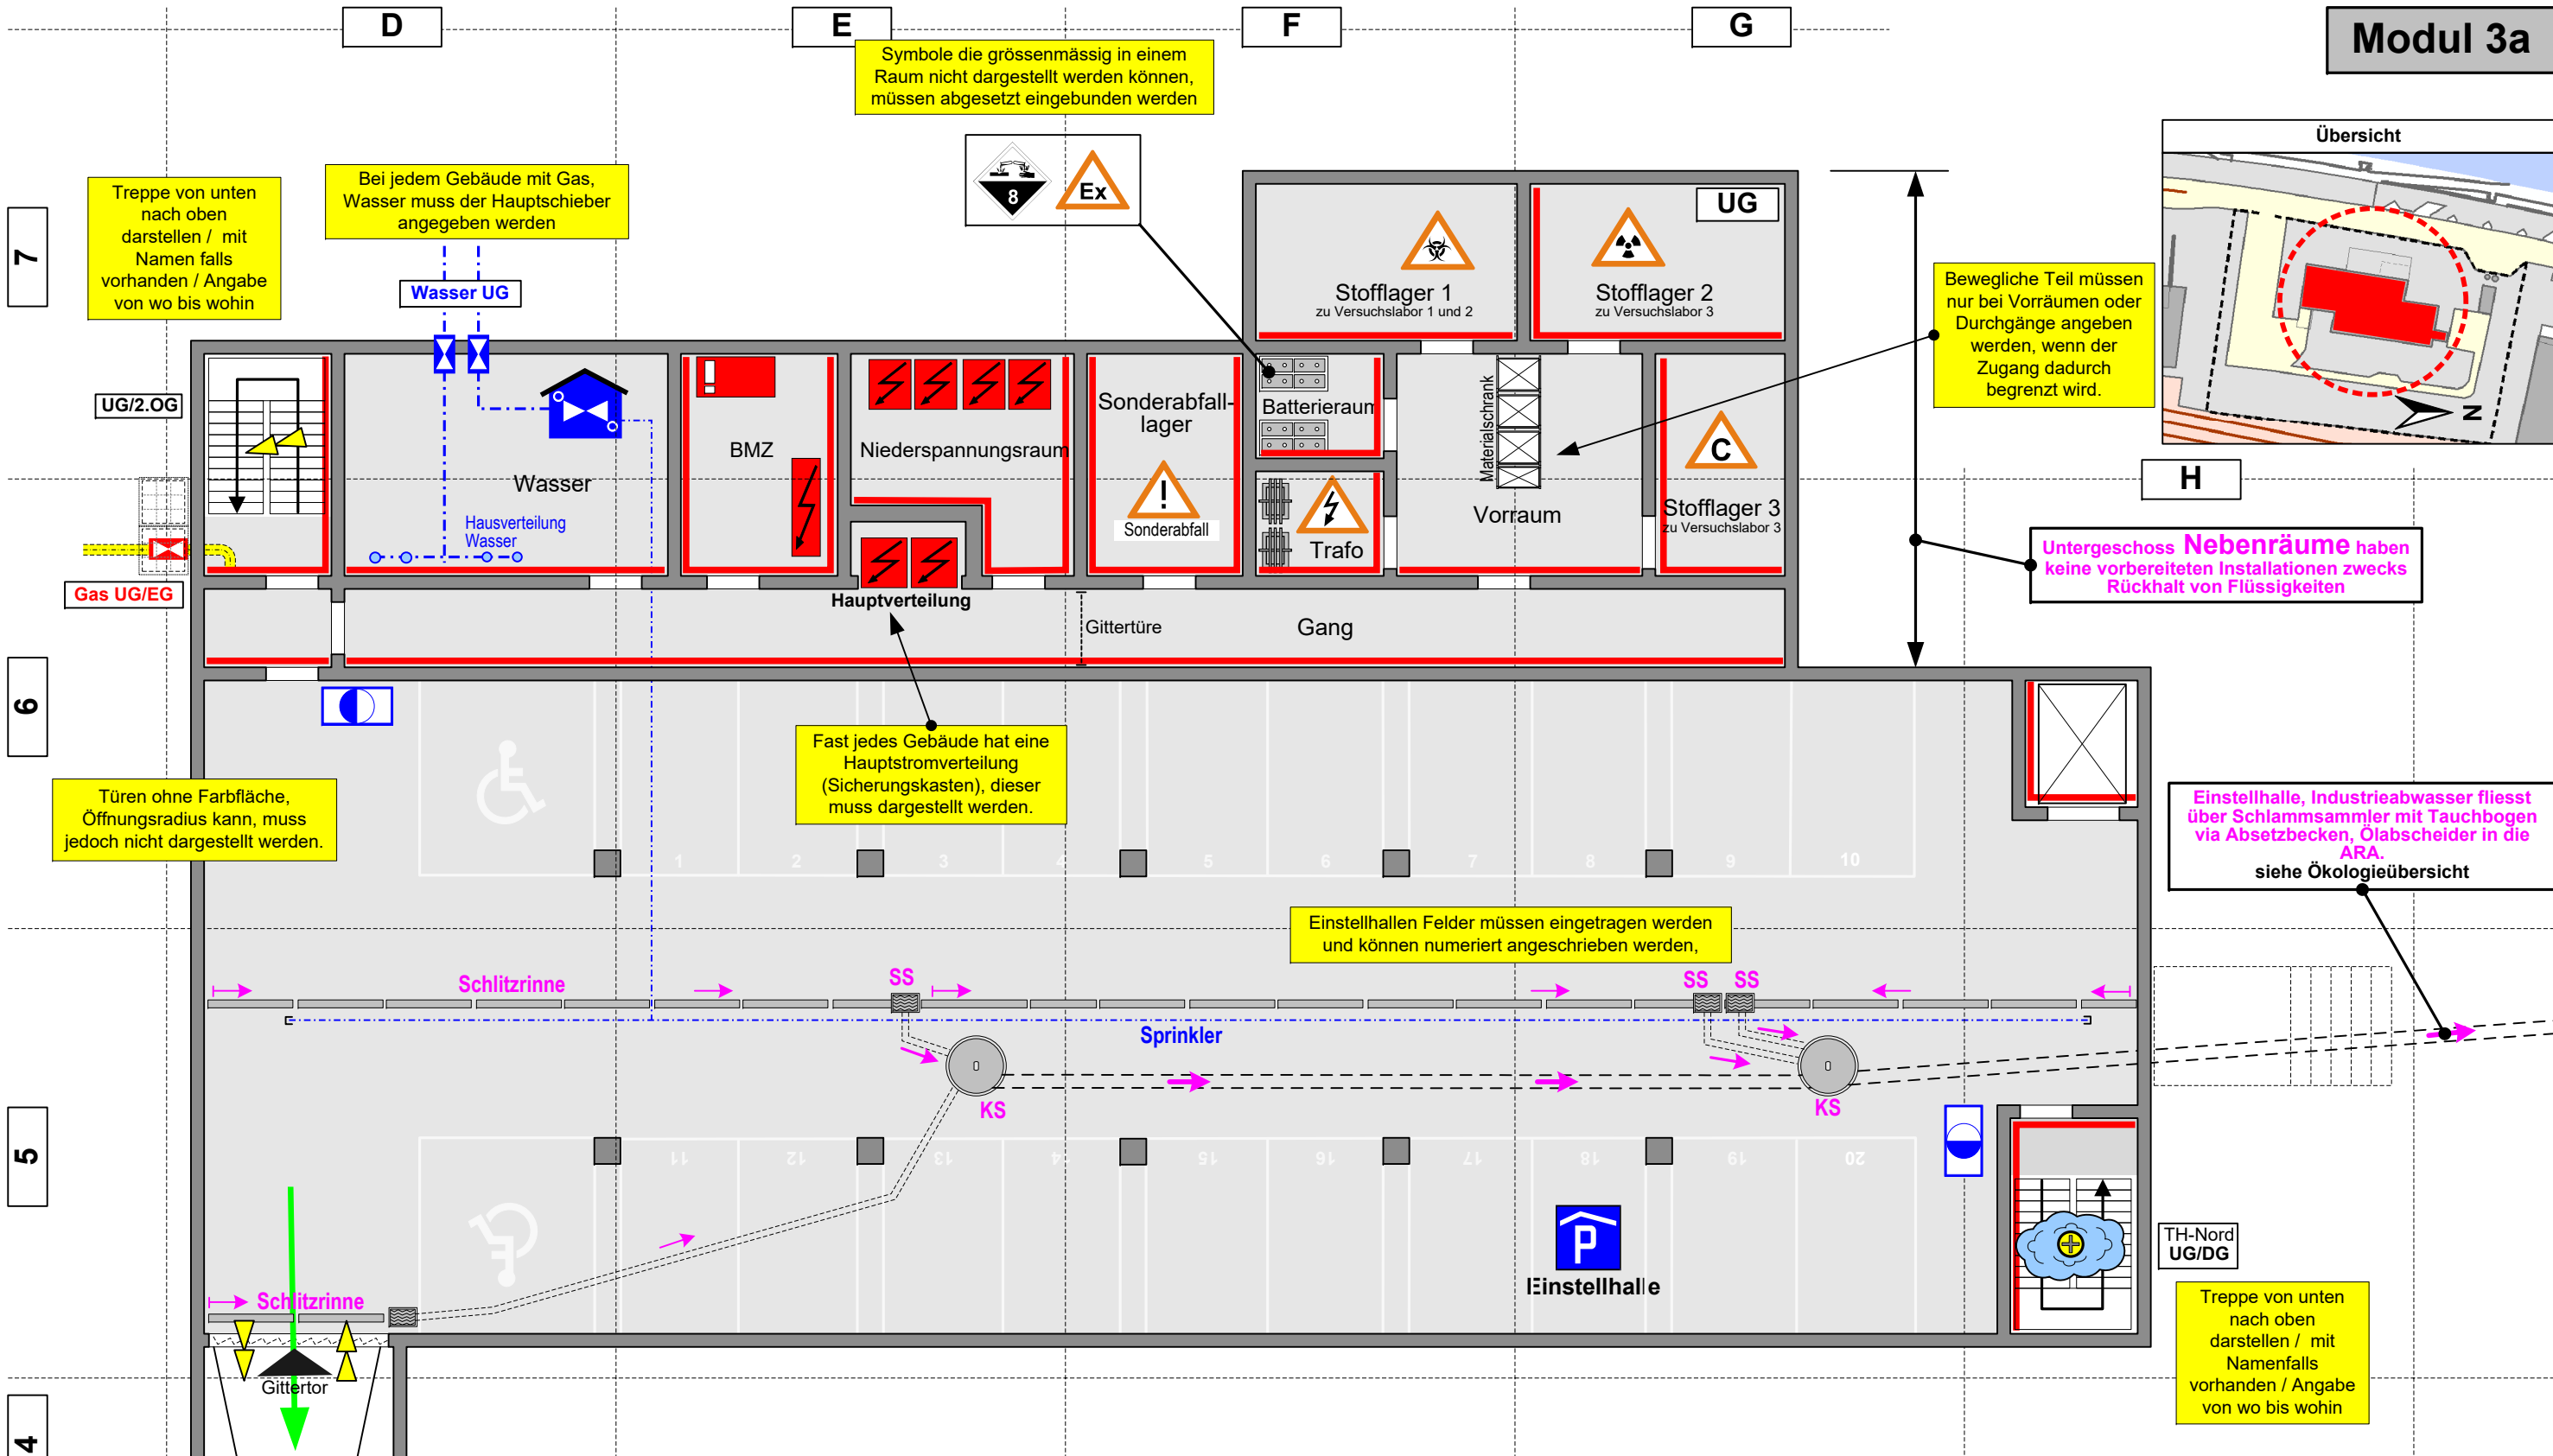 D
E
F
G
Modul 3a
Symbole die grössenmässig in einem
Raum nicht dargestellt werden können,
müssen abgesetzt eingebunden werden
Übersicht
N
7
Treppe von unten
nach oben
darstellen / mit
Namen falls
vorhanden / Angabe
von wo bis wohin
Bei jedem Gebäude mit Gas,
Wasser muss der Hauptschieber
angegeben werden
8
Ex
UG
Wasser UG
Stofflager 1
zu Versuchslabor 1 und 2
Stofflager 2
zu Versuchslabor 3
Bewegliche Teil müssen
nur bei Vorräumen oder
Durchgänge angeben
werden, wenn der
Zugang dadurch
begrenzt wird.
UG/2.OG
Wasser
Hausverteilung
Wasser
BMZ
Niederspannungsraum
Sonderabfall-
lager
!
Sonderabfall
Batterieraum
Trafo
Materialschrank
Vorraum
C
Stofflager 3
zu Versuchslabor 3
H
Gas UG/EG
Hauptverteilung
Gittertüre
Gang
Untergeschoss Nebenräume haben
keine vorbereiteten Installationen zwecks
Rückhalt von Flüssigkeiten
6
Fast jedes Gebäude hat eine
Hauptstromverteilung
(Sicherungskasten), dieser
muss dargestellt werden.
Türen ohne Farbfläche,
Öffnungsradius kann, muss
jedoch nicht dargestellt werden.
Einstellhalle, Industrieabwasser fliesst
über Schlammsammler mit Tauchbogen
via Absetzbecken, Ölabscheider in die
ARA.
siehe Ökologieübersicht
1
2
3
4
5
6
7
8
9
10
Einstellhallen Felder müssen eingetragen werden
und können numeriert angeschrieben werden,
Schlitzrinne
SS
SS
SS
Sprinkler
KS
KS
5
11
12
13
4
15
16
17
18
19
20
P
Einstellhalle
TH-Nord
UG/DG
Schlitzrinne
Gittertor
Treppe von unten
nach oben
darstellen / mit
Namenfalls
vorhanden / Angabe
von wo bis wohin
4